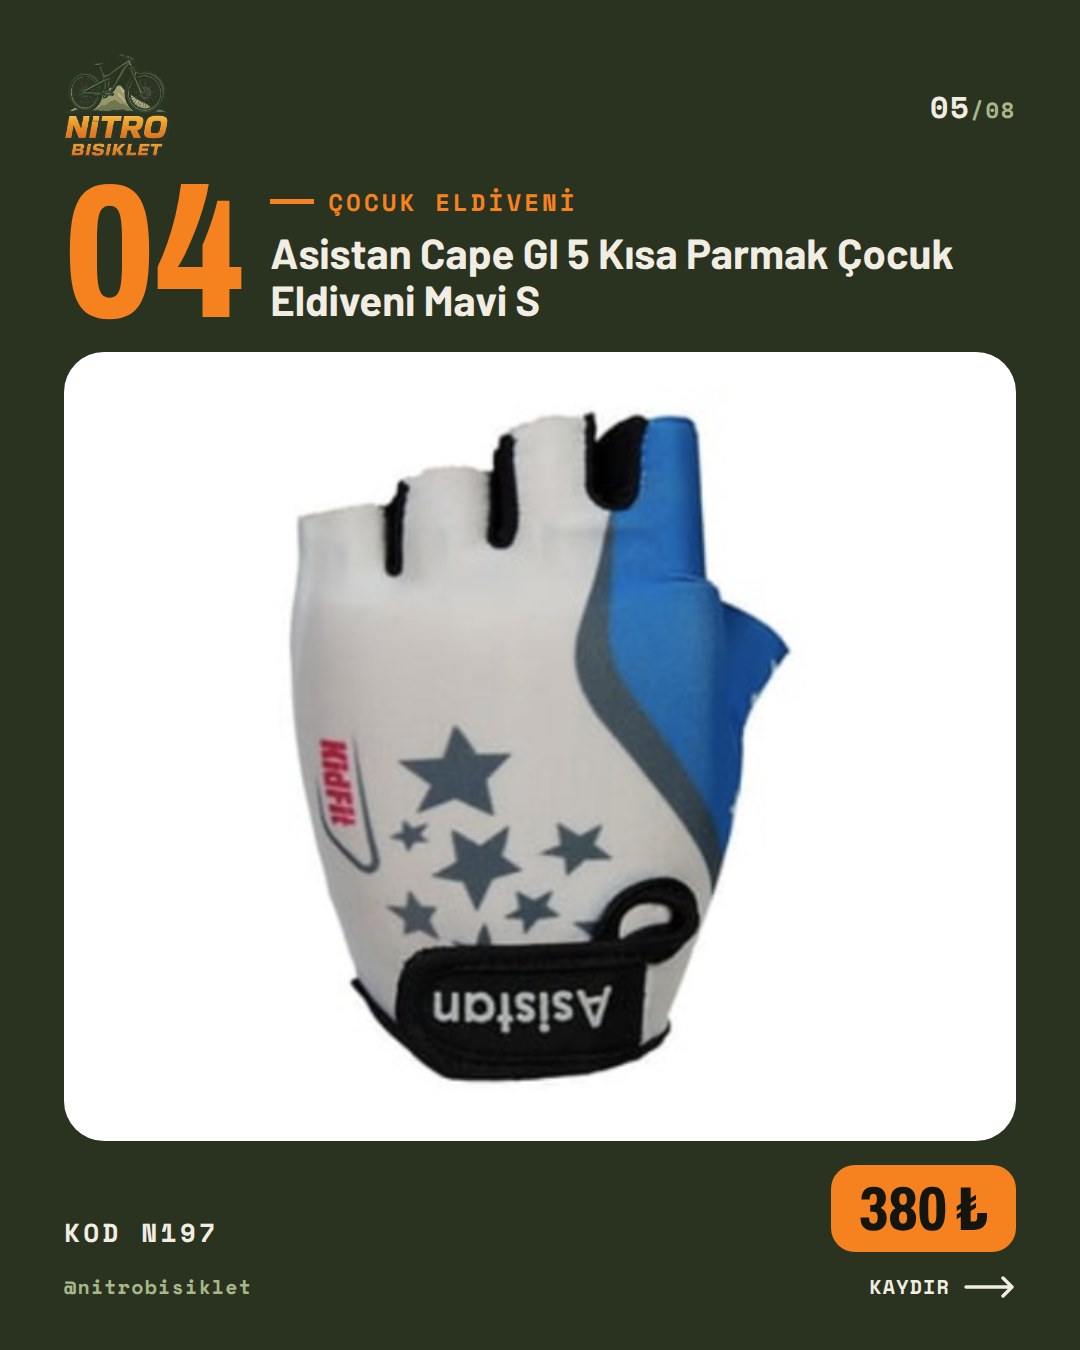 NiTRO
BISIKLET
05/08
04
ÇOCUK ELDİVENİ
Asistan Cape Gl 5 Kısa Parmak Çocuk
Eldiveni Mavi S
KidFit
Asistan
380 ₺
KOD N197
@nitrobisiklet
KAYDIR